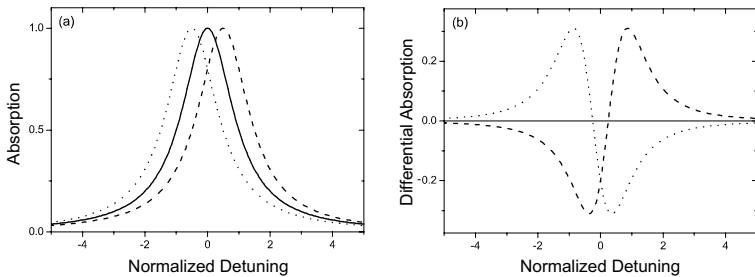 (a)
1.0
0.5
0.0
Absorption
-4 -2 0 2 4
Normalized Detuning
(b)
0.2
0.0
-0.2
Differential Absorption
-4 -2 0 2 4
Normalized Detuning